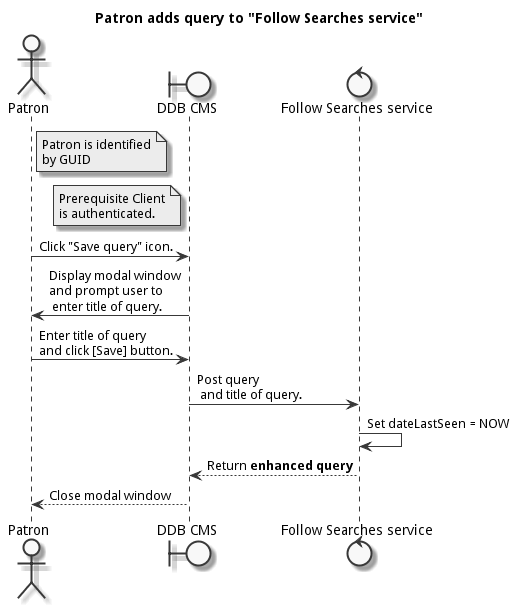 Patron adds query to "Follow Searches service"
Patron
DDB CMS
Follow Searches service
Patron is identified
by GUID
Prerequisite Client
is authenticated.
Click "Save query" icon.
Display modal window
and prompt user to
enter title of query.
Enter title of query
and click [Save] button.
Post query
and title of query.
Set dateLastSeen = NOW
Return enhanced query
Close modal window
Patron
DDB CMS
Follow Searches service